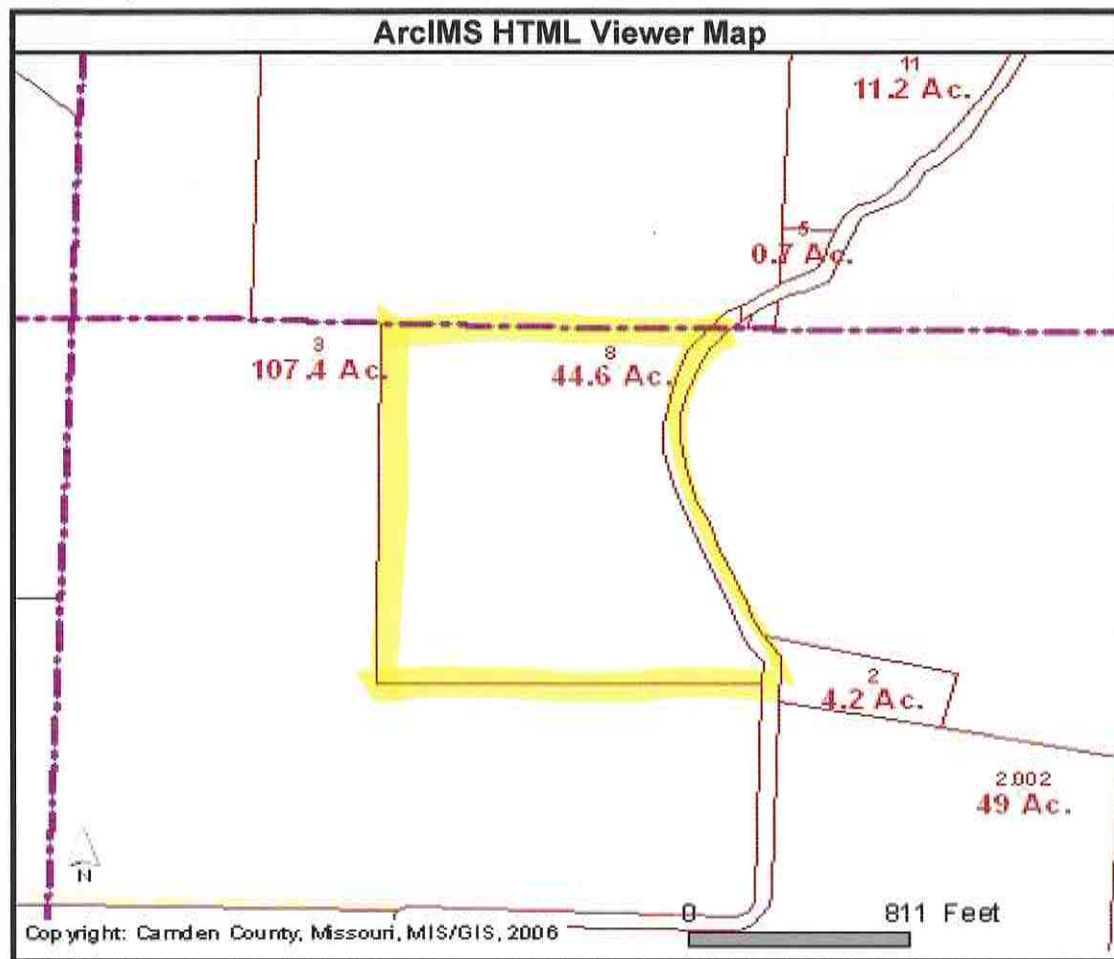 ArcIMS HTML Viewer Map
11
11.2 Ac.
5
0.7 Ac.
3
107.4 Ac.
8
44.6 Ac.
2
4.2 Ac.
2.002
49 Ac.
N
0 811 Feet
Copyright: Camden County, Missouri, MIS/GIS, 2006